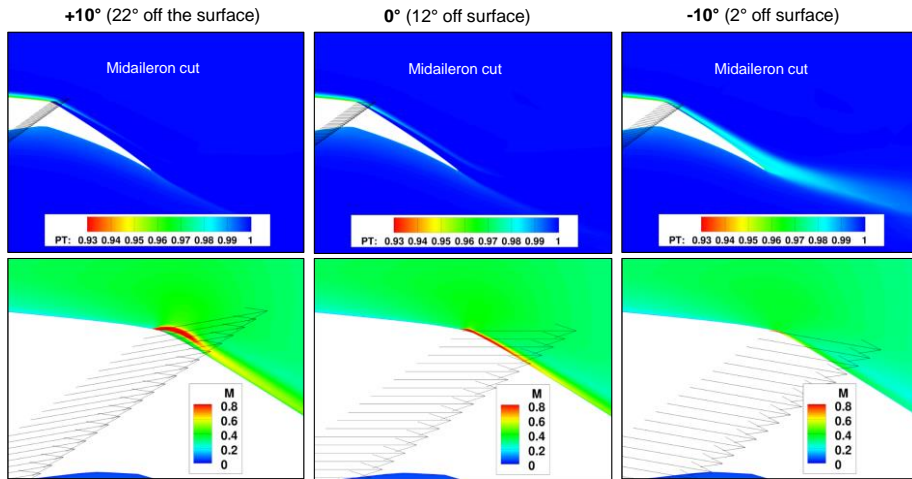 +10° (22° off the surface)
0° (12° off surface)
-10° (2° off surface)
Midaileron cut
Midaileron cut
Midaileron cut
PT: 0.93 0.94 0.95 0.96 0.97 0.98 0.99 1
PT: 0.93 0.94 0.95 0.96 0.97 0.98 0.99 1
PT: 0.93 0.94 0.95 0.96 0.97 0.98 0.99 1
M
0.8
0.6
0.4
0.2
0
M
0.8
0.6
0.4
0.2
0
M
0.8
0.6
0.4
0.2
0